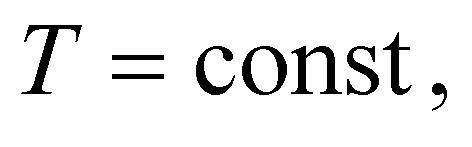 T = const,